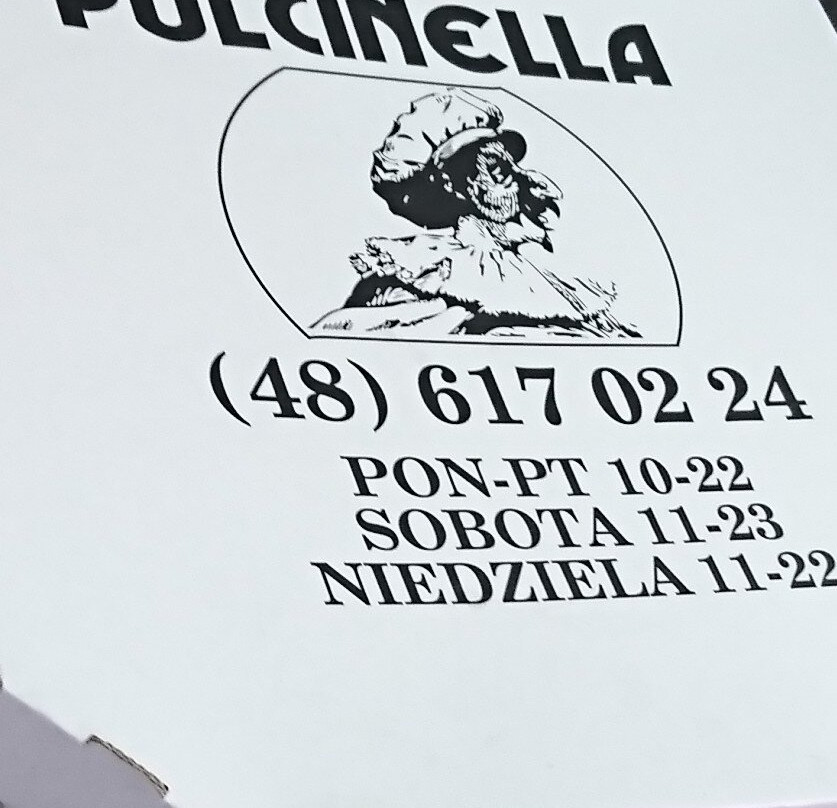 PULCINELLA
(48) 617 02 24
PON-PT 10-22
SOBOTA 11-23
NIEDZIELA 11-22